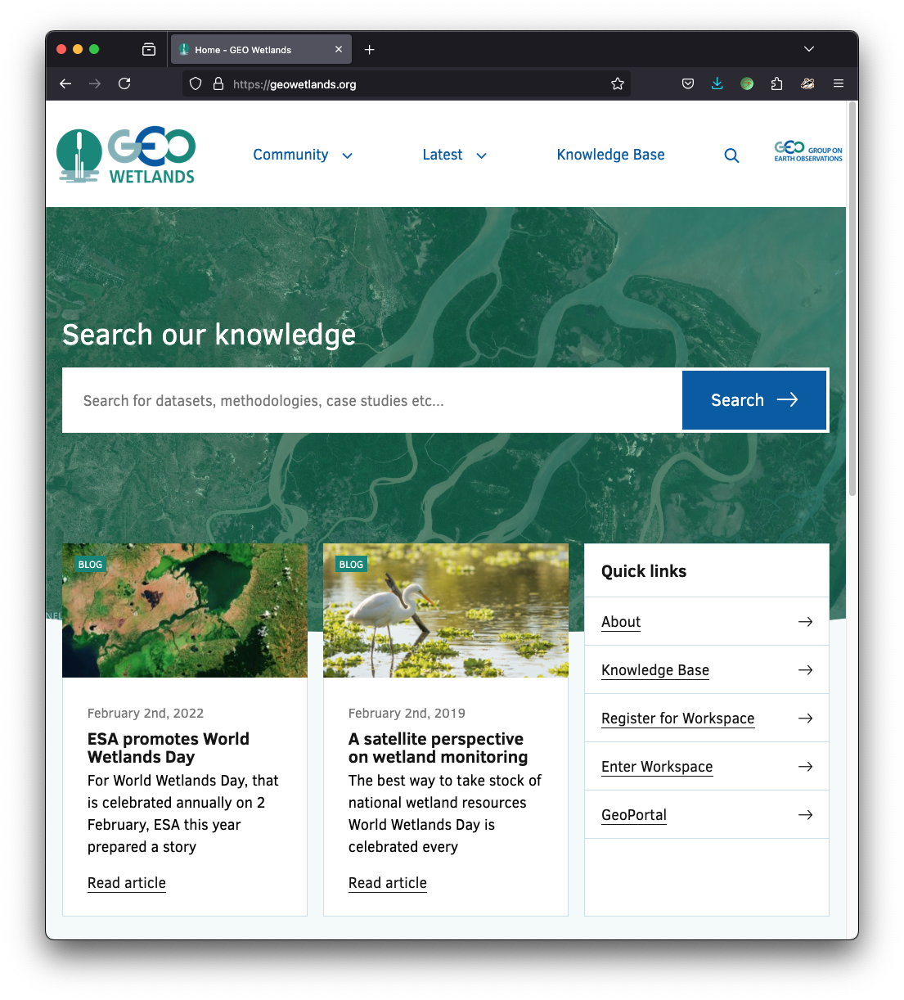 Home - GEO Wetlands
https://geowetlands.org
GEO
WETLANDS
Community
Latest
Knowledge Base
GEO GROUP ON
EARTH OBSERVATIONS
Search our knowledge
Search for datasets, methodologies, case studies etc...
Search
BLOG
February 2nd, 2022
ESA promotes World
Wetlands Day
For World Wetlands Day, that
is celebrated annually on 2
February, ESA this year
prepared a story
Read article
BLOG
February 2nd, 2019
A satellite perspective
on wetland monitoring
The best way to take stock of
national wetland resources
World Wetlands Day is
celebrated every
Read article
Quick links
About
Knowledge Base
Register for Workspace
Enter Workspace
GeoPortal